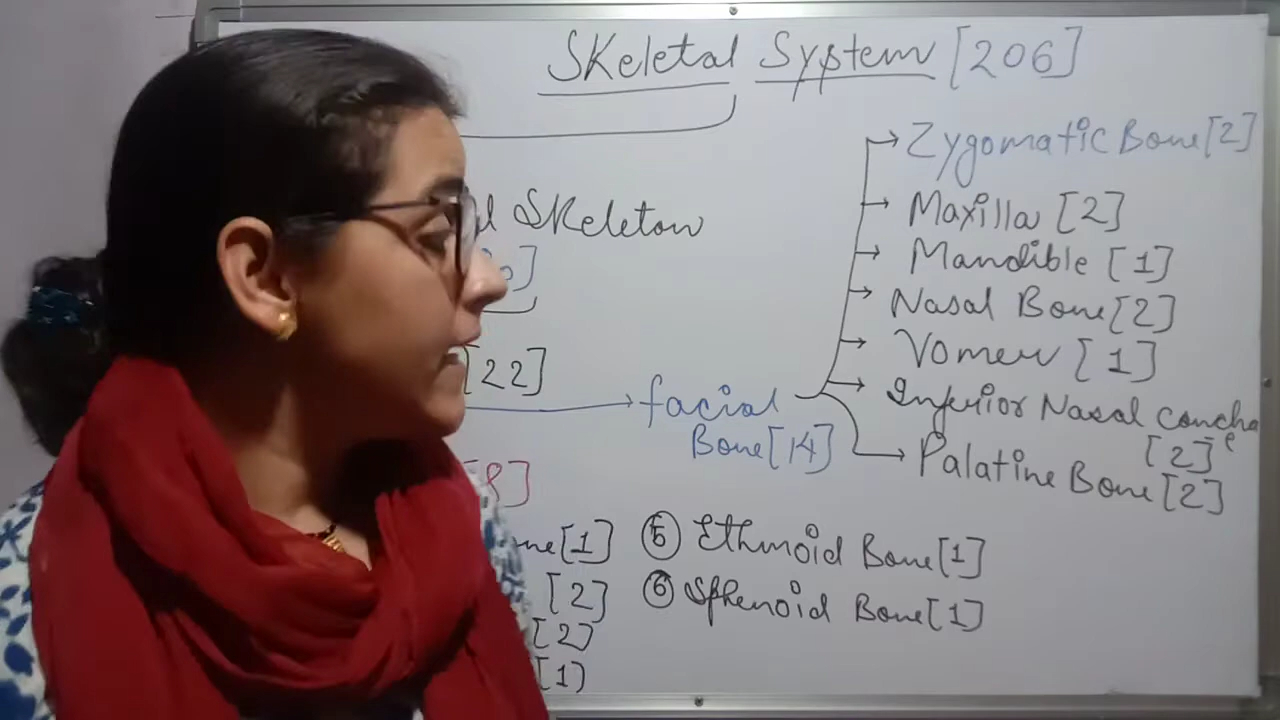 Skeletal System [206]
Skeleton
[22]
facial
Bone [14]
Zygomatic Bone [2]
Maxilla [2]
Mandible [1]
Nasal Bone [2]
Vomer [1]
Inferior Nasal Conchae
[2]
Palatine Bone [2]
[8]
[1]
[2]
[2]
[1]
5 Ethmoid Bone [1]
6 Sphenoid Bone [1]